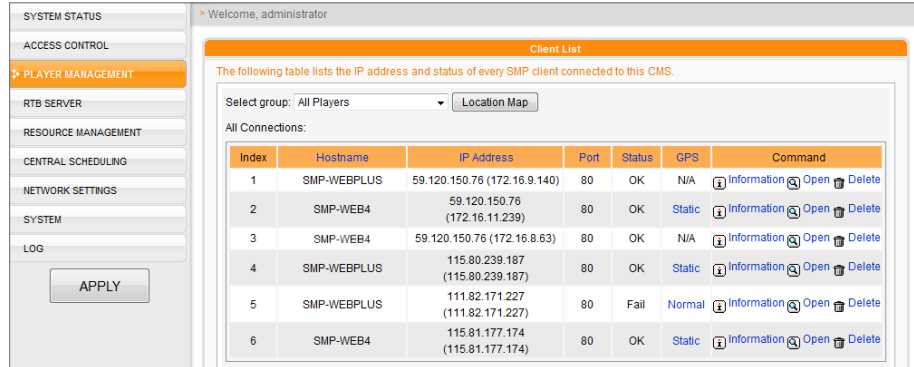 SYSTEM STATUS
ACCESS CONTROL
PLAYER MANAGEMENT
RTB SERVER
RESOURCE MANAGEMENT
CENTRAL SCHEDULING
NETWORK SETTINGS
SYSTEM
LOG
APPLY
> Welcome, administrator
Client List
The following table lists the IP address and status of every SMP client connected to this CMS.
Select group: All Players Location Map
All Connections:
Index Hostname IP Address Port Status GPS Command
1 SMP-WEBPLUS 59.120.150.76 (172.16.9.140) 80 OK N/A Information Open Delete
2 SMP-WEB4 59.120.150.76 (172.16.11.239) 80 OK Static Information Open Delete
3 SMP-WEB4 59.120.150.76 (172.16.8.63) 80 OK N/A Information Open Delete
4 SMP-WEBPLUS 115.80.239.187 (115.80.239.187) 80 OK Static Information Open Delete
5 SMP-WEBPLUS 111.82.171.227 (111.82.171.227) 80 Fail Normal Information Open Delete
6 SMP-WEB4 115.81.177.174 (115.81.177.174) 80 OK Static Information Open Delete